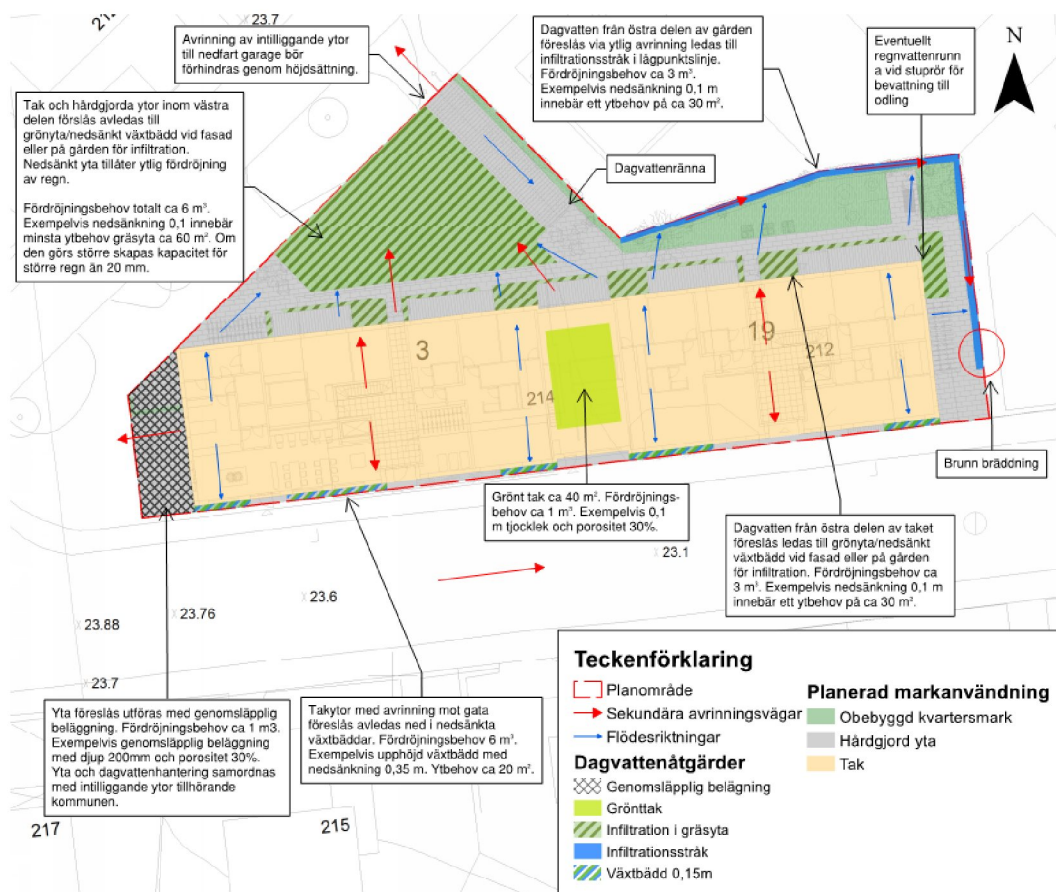 212
23.7
Avrinning av intilliggande ytor
till nedfart garage bör
förhindras genom höjdsättning.
Dagvatten från östra delen av gården
föreslås via ytlig avrinning ledas till
infiltrationsstråk i lågpunktslinje.
Fördröjningsbehov ca 3 m³.
Exempelvis nedsänkning 0,1 m
innebär ett ytbehov på ca 30 m².
Eventuellt
regnvattenrunn
a vid stuprör för
bevattning till
odling
N
Tak och hårdgjorda ytor inom västra
delen förslås avledas till
grönyta/nedsänkt växtbädd vid fasad
eller på gården för infiltration.
Nedsänkt yta tillåter ytlig fördröjning
av regn.
Fördröjningsbehov totalt ca 6 m³.
Exempelvis nedsänkning 0,1 innebär
minsta ytbehov gräsyta ca 60 m². Om
den görs större skapas kapacitet för
större regn än 20 mm.
Dagvattenränna
3
19
212
214
Brunn bräddning
Grönt tak ca 40 m². Fördröjnings-
behov ca 1 m³. Exempelvis 0,1
m tjocklek och porositet 30%.
Dagvatten från östra delen av taket
föreslås ledas till grönyta/nedsänkt
växtbädd vid fasad eller på gården
för infiltration. Fördröjningsbehov ca
3 m³. Exempelvis nedsänkning 0,1 m
innebär ett ytbehov på ca 30 m².
23.1
23.6
23.76
23.88
23.7
Yta föreslås utföras med genomsläpplig
beläggning. Fördröjningsbehov ca 1 m3.
Exempelvis genomsläpplig beläggning
med djup 200mm och porositet 30%.
Yta och dagvattenhantering samordnas
med intilliggande ytor tillhörande
kommunen.
Takytor med avrinning mot gata
föreslås avledas ned i nedsänkta
växtbäddar. Fördröjningsbehov 6 m³.
Exempelvis upphöjd växtbädd med
nedsänkning 0,35 m. Ytbehov ca 20 m².
217
215
Teckenförklaring
Planområde
Sekundära avrinningsvägar
Flödesriktningar
Dagvattenåtgärder
Genomsläpplig belägning
Grönttak
Infiltration i gräsyta
Infiltrationsstråk
Växtbädd 0,15m
Planerad markanvändning
Obebyggd kvartersmark
Hårdgjord yta
Tak